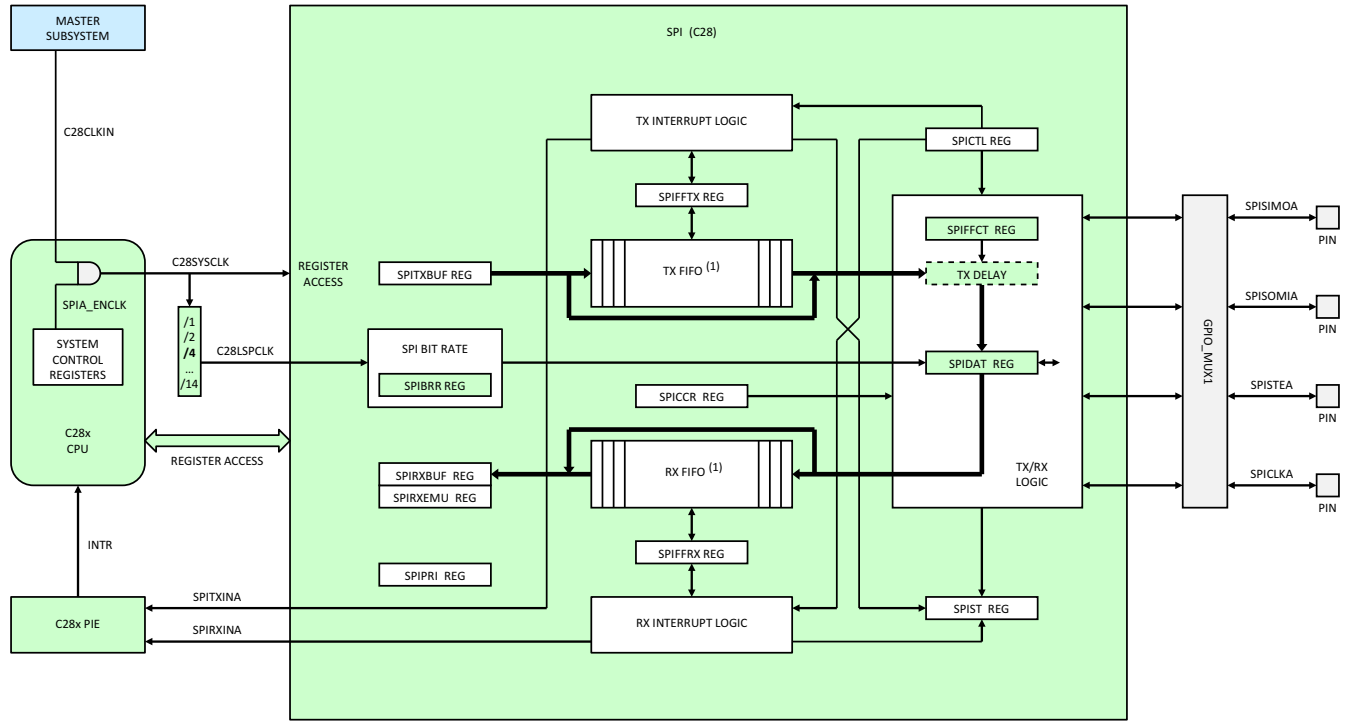 MASTER
SUBSYSTEM
SPI (C28)
C28CLKIN
TX INTERRUPT LOGIC
SPICTL REG
SPIFFTX REG
SPIFFCT REG
SPISIMOA
PIN
C28SYSCLK
REGISTER
ACCESS
SPITXBUF REG
TX FIFO (1)
TX DELAY
SPIA_ENCLK
SYSTEM
CONTROL
REGISTERS
/1
/2
/4
...
/14
C28LSPCLK
SPI BIT RATE
SPIBRR REG
SPIDAT REG
SPISOMIA
PIN
GPIO_MUX1
SPICCR REG
SPISTEA
PIN
C28x
CPU
REGISTER ACCESS
SPIRXBUF REG
SPIRXEMU REG
RX FIFO (1)
TX/RX
LOGIC
SPICLKA
PIN
INTR
SPIFFRX REG
SPIPRI REG
C28x PIE
SPITXINA
SPIRXINA
RX INTERRUPT LOGIC
SPIST REG